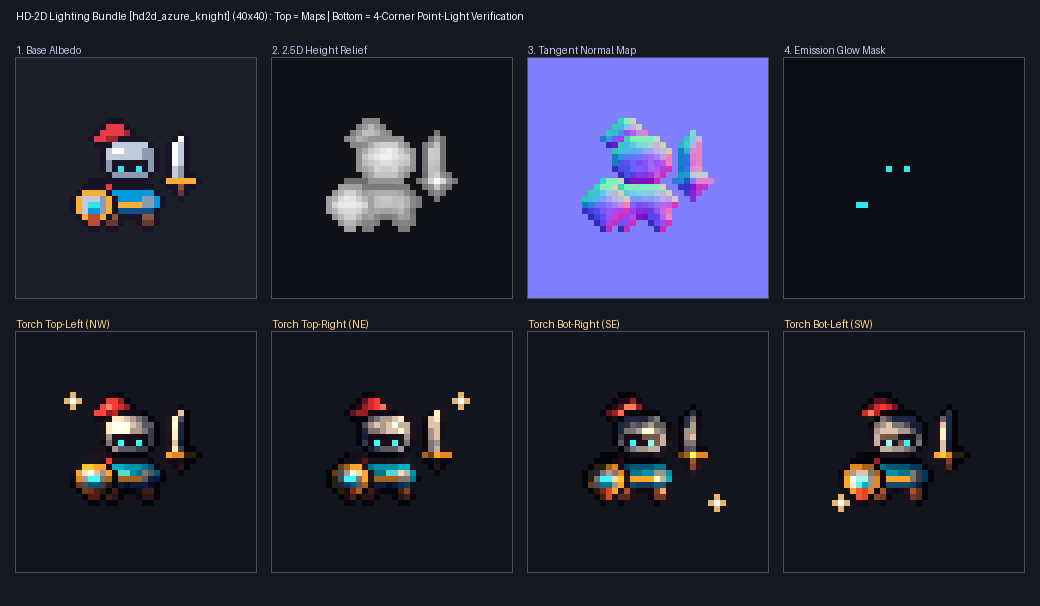 HD-2D Lighting Bundle [hd2d_azure_knight] (40x40) : Top = Maps | Bottom = 4-Corner Point-Light Verification
1. Base Albedo
2. 2.5D Height Relief
3. Tangent Normal Map
4. Emission Glow Mask
Torch Top-Left (NW)
Torch Top-Right (NE)
Torch Bot-Right (SE)
Torch Bot-Left (SW)